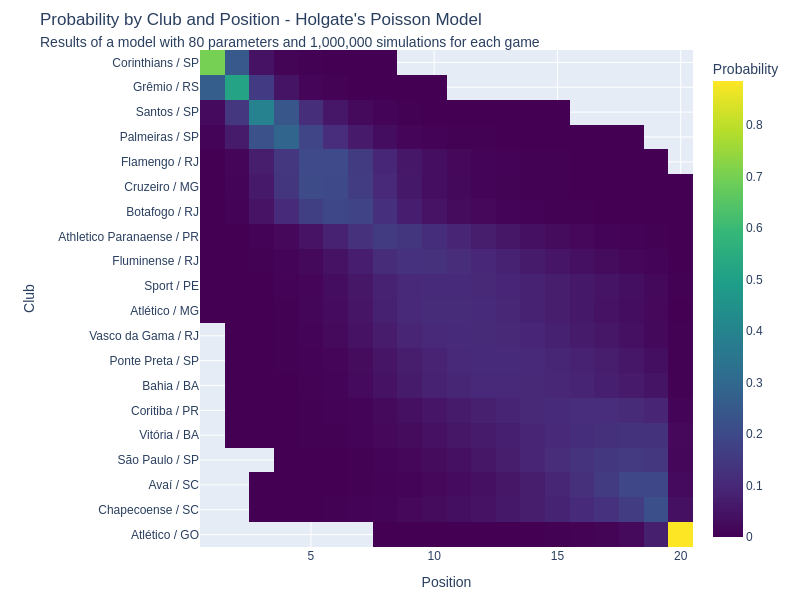 Probability by Club and Position - Holgate's Poisson Model
Results of a model with 80 parameters and 1,000,000 simulations for each game
Probability
Club
Corinthians / SP
Grêmio / RS
Santos / SP
Palmeiras / SP
Flamengo / RJ
Cruzeiro / MG
Botafogo / RJ
Athletico Paranaense / PR
Fluminense / RJ
Sport / PE
Atlético / MG
Vasco da Gama / RJ
Ponte Preta / SP
Bahia / BA
Coritiba / PR
Vitória / BA
São Paulo / SP
Avaí / SC
Chapecoense / SC
Atlético / GO
0.8
0.7
0.6
0.5
0.4
0.3
0.2
0.1
0
5 10 15 20
Position